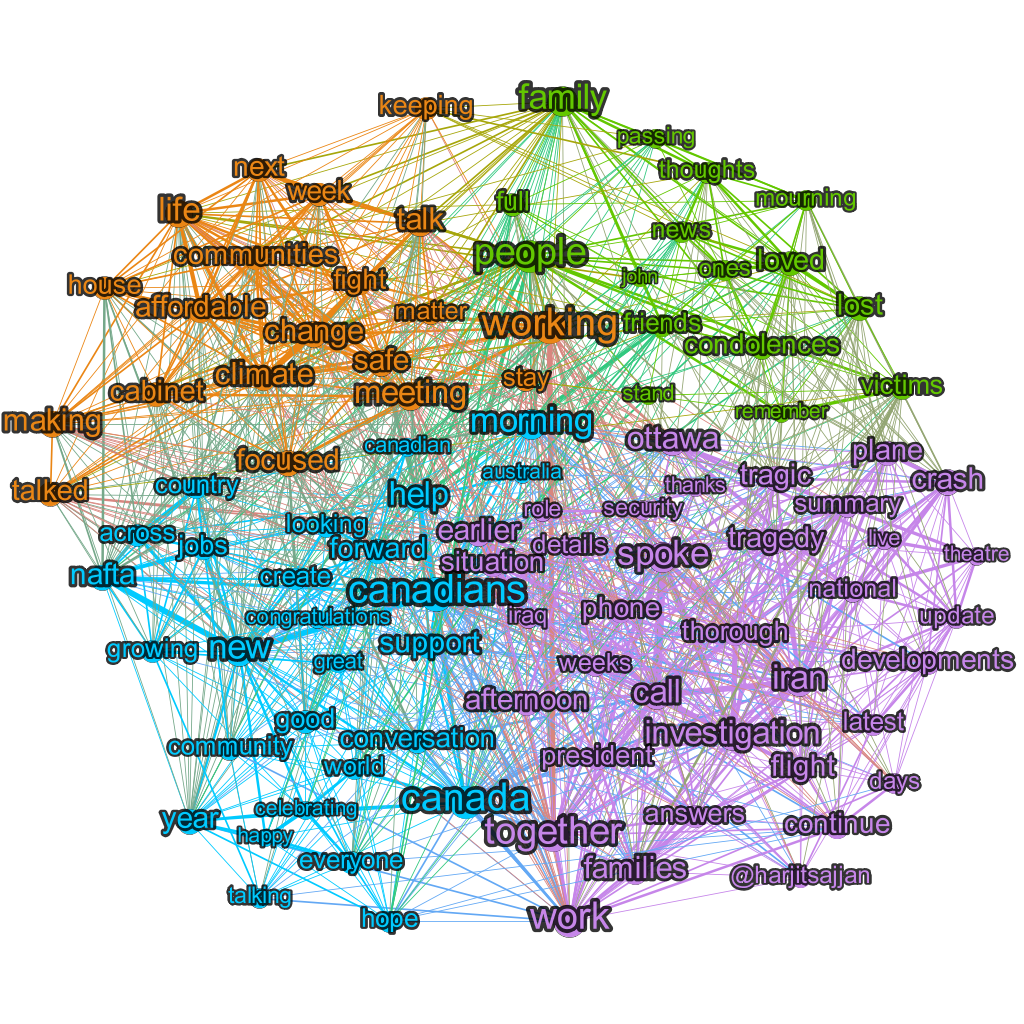 family
keeping
passing
next
thoughts
week
mourning
life
full
talk
news
people
communities
loved
ones
fight
john
house
affordable
lost
matter
working
friends
change
condolences
safe
climate
stay
victims
cabinet
meeting
stand
remember
making
morning
ottawa
canadian
plane
focused
australia
tragic
crash
talked
country
help
thanks
summary
role
security
looking
across
earlier
jobs
forward
details
tragedy
live
spoke
theatre
situation
nafta
create
canadians
national
phone
congratulations
iraq
update
thorough
growing
new
support
great
weeks
developments
iran
call
afternoon
good
latest
investigation
conversation
community
president
world
flight
days
canada
celebrating
answers
year
continue
happy
together
everyone
families
@harjitsajjan
talking
hope
work